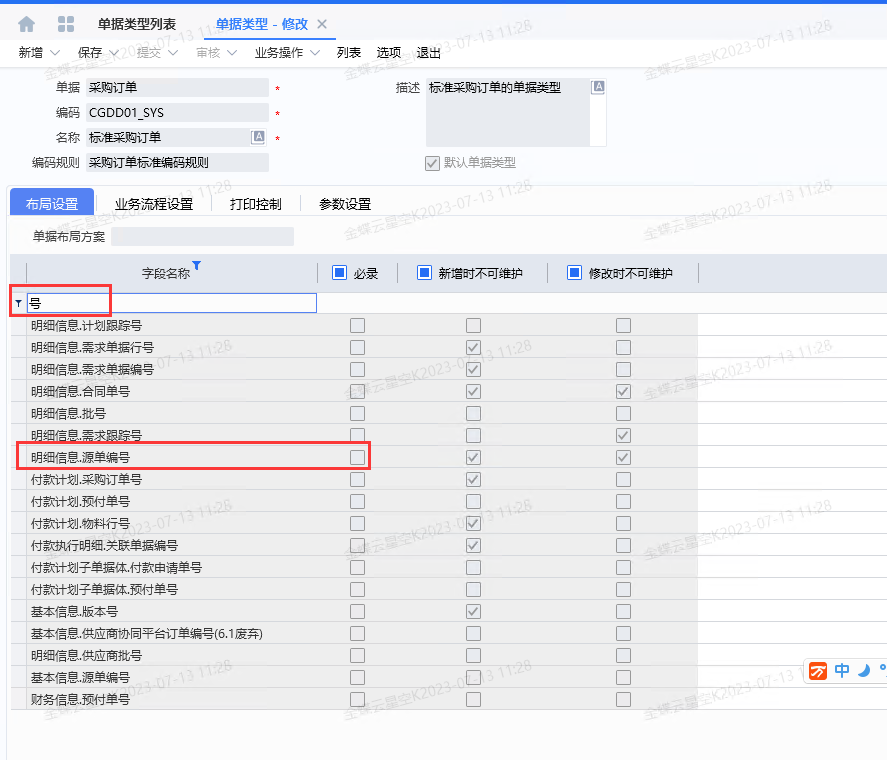 单据类型列表 单据类型 - 修改
新增 保存 提交 审核 业务操作 列表 选项 退出
单据 采购订单 * 描述 标准采购订单的单据类型
编码 CGDD01_SYS *
名称 标准采购订单 *
编码规则 采购订单标准编码规则 默认单据类型
布局设置 业务流程设置 打印控制 参数设置
单据布局方案
字段名称 必录 新增时不可维护 修改时不可维护
号
明细信息.计划跟踪号
明细信息.需求单据行号
明细信息.需求单据编号
明细信息.合同单号
明细信息.批号
明细信息.需求跟踪号
明细信息.源单编号
付款计划.采购订单号
付款计划.预付单号
付款计划.物料行号
付款执行明细.关联单据编号
付款计划子单据体.付款申请单号
付款计划子单据体.预付单号
基本信息.版本号
基本信息.供应商协同平台订单编号(6.1废弃)
明细信息.供应商批号
基本信息.源单编号
财务信息.预付单号
中
金蝶云星空K2023-07-13 11:28